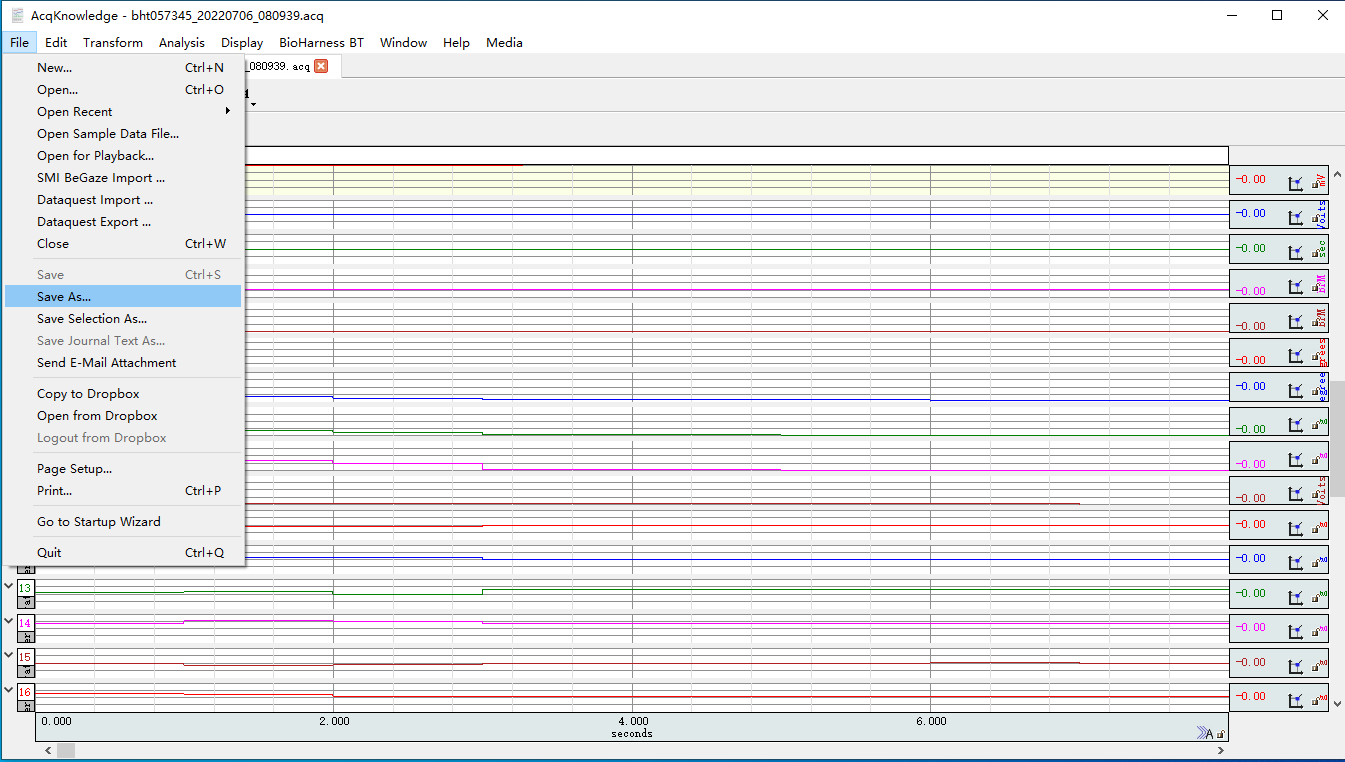 AcqKnowledge - bht057345_20220706_080939.acq
File Edit Transform Analysis Display BioHarness BT Window Help Media
_080939. acq
New... Ctrl+N
Open... Ctrl+O
Open Recent
Open Sample Data File...
Open for Playback...
SMI BeGaze Import ...
Dataquest Import ...
Dataquest Export ...
Close Ctrl+W
Save Ctrl+S
Save As...
Save Selection As...
Save Journal Text As...
Send E-Mail Attachment
Copy to Dropbox
Open from Dropbox
Logout from Dropbox
Page Setup...
Print... Ctrl+P
Go to Startup Wizard
Quit Ctrl+Q
-0.00 mV
-0.00 Volts
-0.00 sec
-0.00
-0.00
-0.00
-0.00
-0.00
-0.00
-0.00 Volts
-0.00
-0.00
13 -0.00
14 -0.00
15 -0.00
16 -0.00
0.000 2.000 4.000 6.000
seconds
A